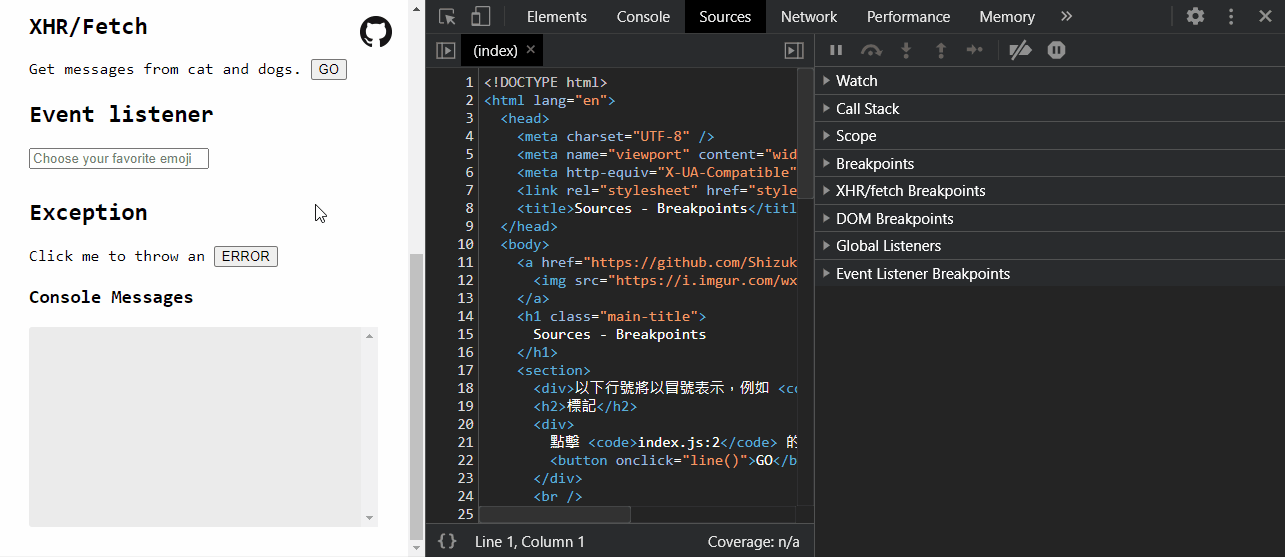 XHR/Fetch
Get messages from cat and dogs. GO
Event listener
Choose your favorite emoji
Exception
Click me to throw an ERROR
Console Messages
Elements Console Sources Network Performance Memory »
(index) ×
1 <!DOCTYPE html>
2 <html lang="en">
3 <head>
4 <meta charset="UTF-8" />
5 <meta name="viewport" content="wid
6 <meta http-equiv="X-UA-Compatible"
7 <link rel="stylesheet" href="style
8 <title>Sources - Breakpoints</titl
9 </head>
10 <body>
11 <a href="https://github.com/Shizuk
12 <img src="https://i.imgur.com/wx
13 </a>
14 <h1 class="main-title">
15 Sources - Breakpoints
16 </h1>
17 <section>
18 <div>以下行號將以冒號表示，例如 <co
19 <h2>標記</h2>
20 <div>
21 點擊 <code>index.js:2</code> 的
22 <button onclick="line()">GO</b
23 </div>
24 <br />
25
{} Line 1, Column 1 Coverage: n/a
Watch
Call Stack
Scope
Breakpoints
XHR/fetch Breakpoints
DOM Breakpoints
Global Listeners
Event Listener Breakpoints